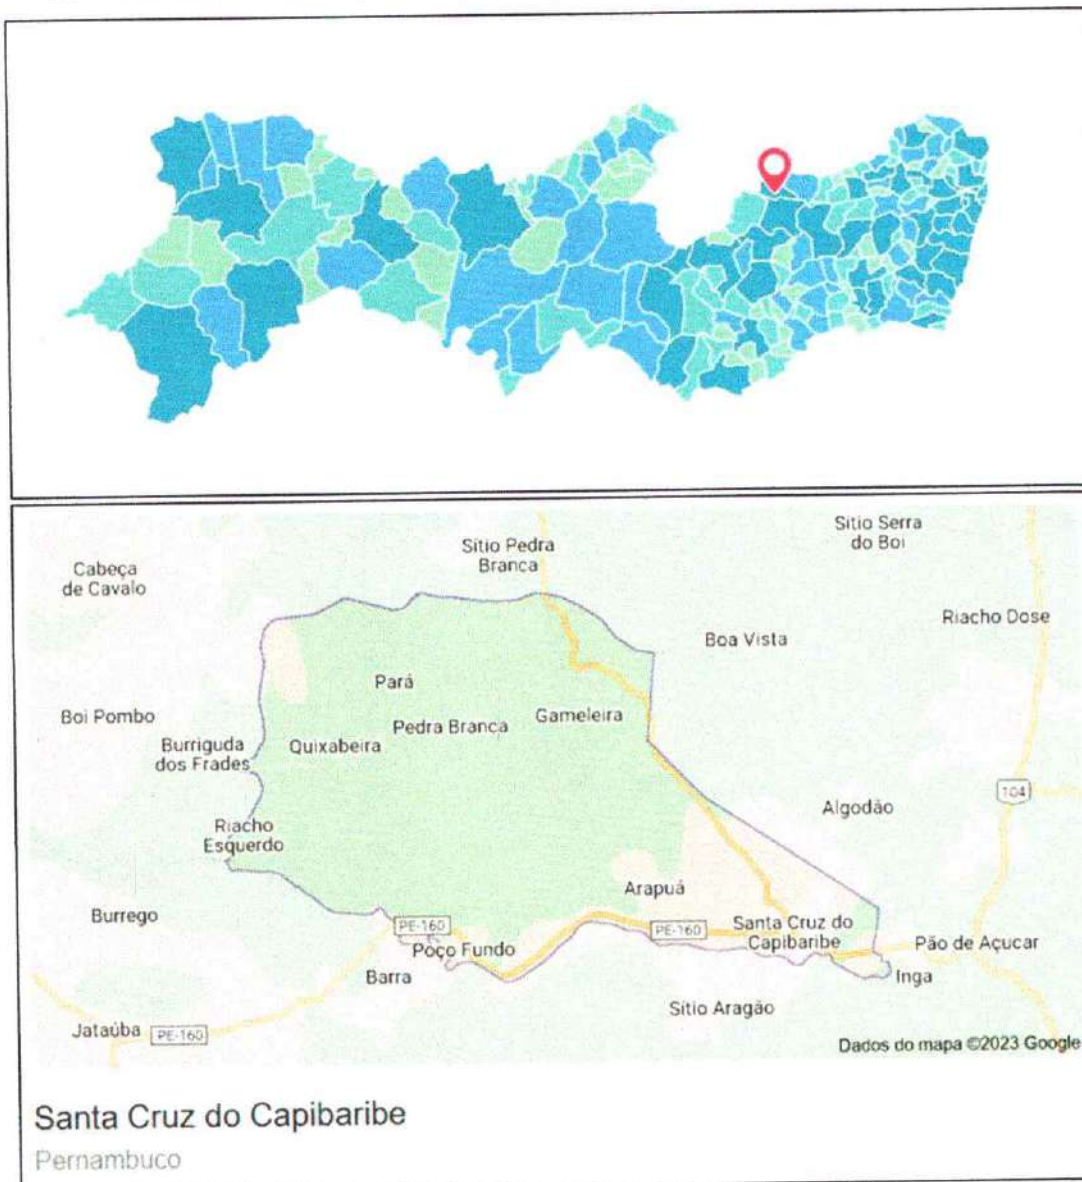 Sítio Serra
do Boi
Sítio Pedra
Branca
Cabeça
de Cavalo
Riacho Dose
Boa Vista
Pará
Boi Pombo
Pedra Branca
Gameleira
Burriguda
dos Frades
Quixabeira
104
Algodão
Riacho
Esquerdo
Arapuá
Burrego
PE-160
PE-160
Santa Cruz do
Capibaribe
Pão de Açucar
Poço Fundo
Barra
Inga
Sítio Aragão
Jataúba
PE-160
Dados do mapa ©2023 Google
Santa Cruz do Capibaribe
Pernambuco